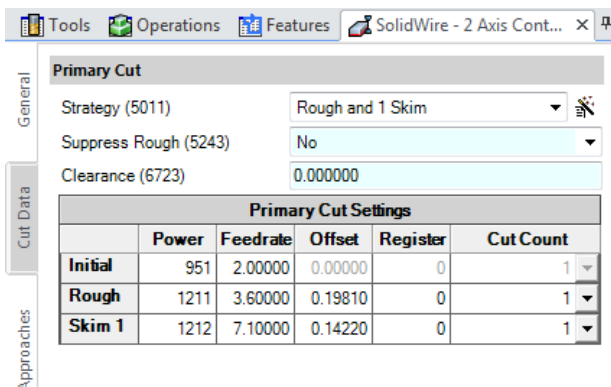 Tools Operations Features SolidWire - 2 Axis Cont...
Primary Cut
General
Strategy (5011) Rough and 1 Skim
Suppress Rough (5243) No
Clearance (6723) 0.000000
Cut Data
Primary Cut Settings
Power Feedrate Offset Register Cut Count
Initial 951 2.00000 0.00000 0 1
Rough 1211 3.60000 0.19810 0 1
Skim 1 1212 7.10000 0.14220 0 1
Approaches